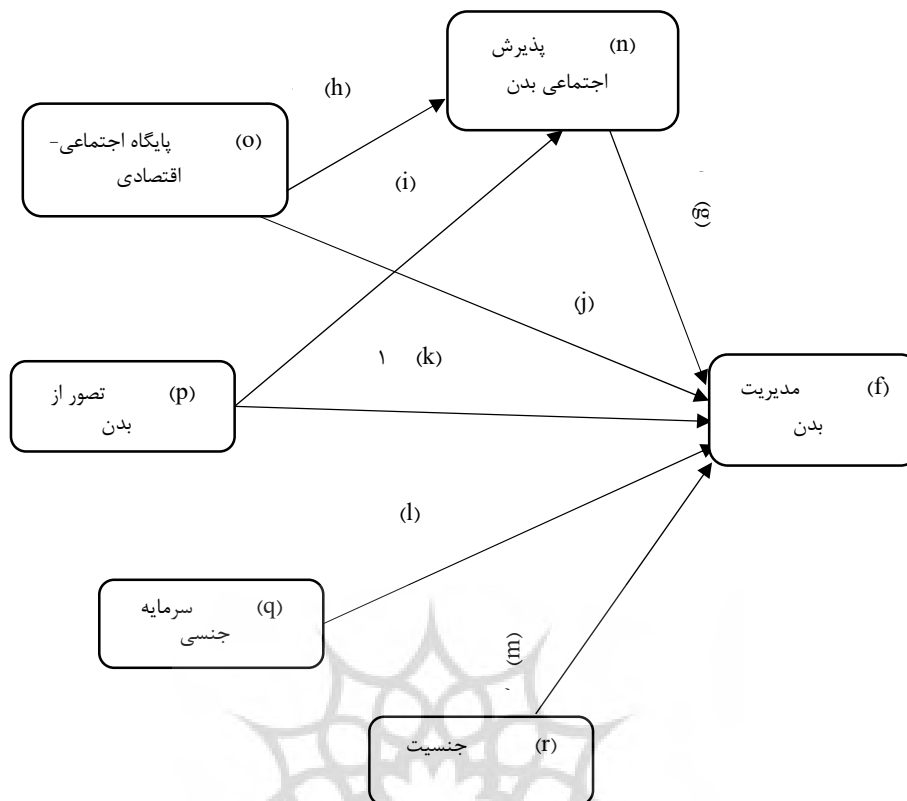 (n) پذیرش
اجتماعی بدن
(h)
(o) پایگاه اجتماعی-
اقتصادی
(i)
(g)
(j)
۱ (k)
(p) تصور از
بدن
(f) مدیریت
بدن
(l)
(q) سرمایه
جنسی
(m)
(r) جنسیت